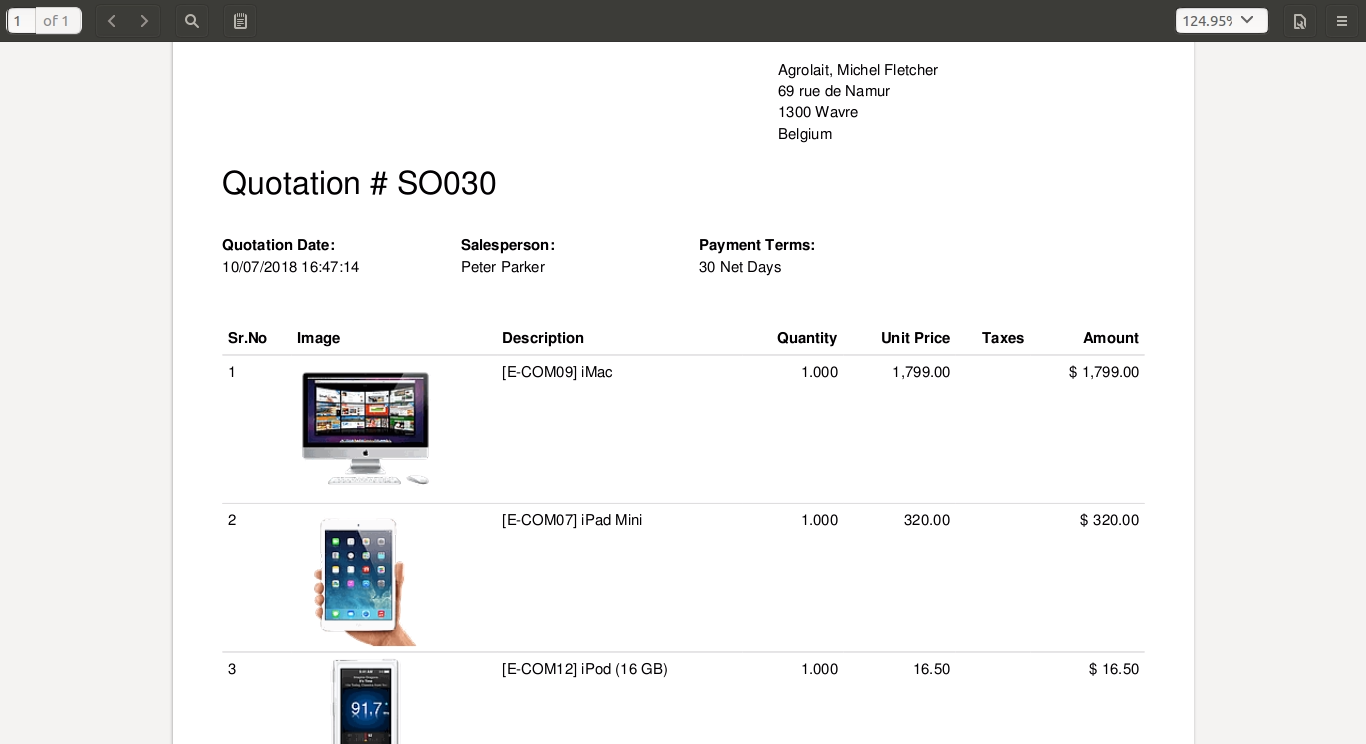 1 of 1 124.95%
Agrolait, Michel Fletcher
69 rue de Namur
1300 Wavre
Belgium
Quotation # SO030
Quotation Date: Salesperson: Payment Terms:
10/07/2018 16:47:14 Peter Parker 30 Net Days
Sr.No Image Description Quantity Unit Price Taxes Amount
1 [E-COM09] iMac 1.000 1,799.00 $ 1,799.00
2 [E-COM07] iPad Mini 1.000 320.00 $ 320.00
3 [E-COM12] iPod (16 GB) 1.000 16.50 $ 16.50
91.7